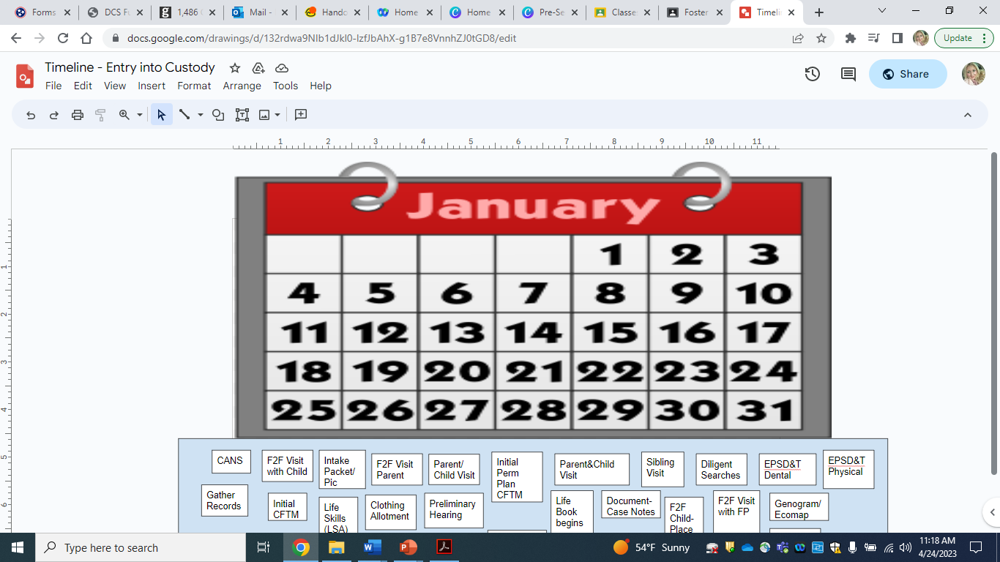 Forms
DCS Fu
1,486
Mail -
Hando
Home
Home
Pre-Se
Classe
Foster
Timeli
docs.google.com/drawings/d/132rdwa9NIb1dJkI0-IzfJbAhX-g1B7e8VnnhZJ0tGD8/edit
Update
Timeline - Entry into Custody
File Edit View Insert Format Arrange Tools Help
Share
1 2 3 4 5 6 7 8 9 10 11
January
1 2 3
4 5 6 7 8 9 10
11 12 13 14 15 16 17
18 19 20 21 22 23 24
25 26 27 28 29 30 31
1
2
3
4
5
6
CANS
F2F Visit
with Child
Intake
Packet/
Pic
F2F Visit
Parent
Parent/
Child Visit
Initial
Perm
Plan
CFTM
Parent&Child
Visit
Sibling
Visit
Diligent
Searches
EPSD&T
Dental
EPSD&T
Physical
Gather
Records
Initial
CFTM
Life
Skills
(LSA)
Clothing
Allotment
Preliminary
Hearing
Life
Book
begins
Document-
Case Notes
F2F
Child-
Place
F2F Visit
with FP
Genogram/
Ecomap
Type here to search
54°F Sunny
11:18 AM
4/24/2023